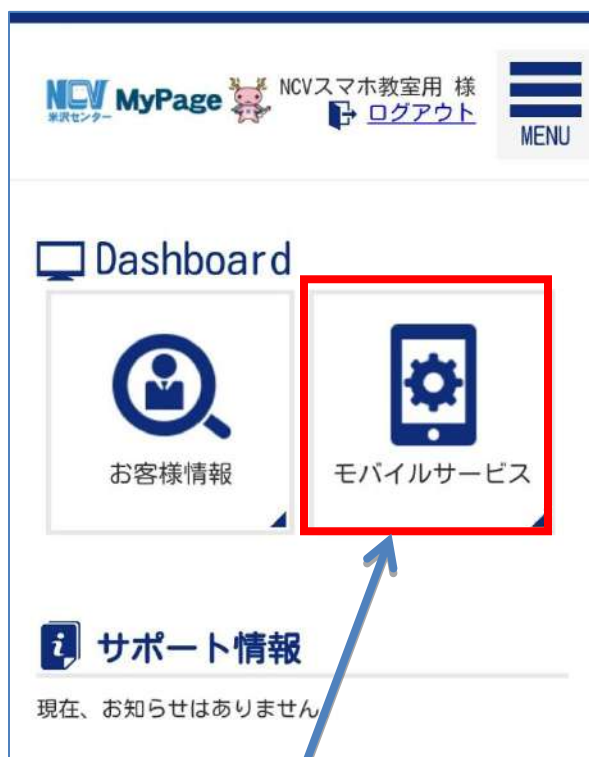 NCV MyPage
米沢センター
NCVスマホ教室用 様
ログアウト
MENU
Dashboard
お客様情報
モバイルサービス
i サポート情報
現在、お知らせはありません